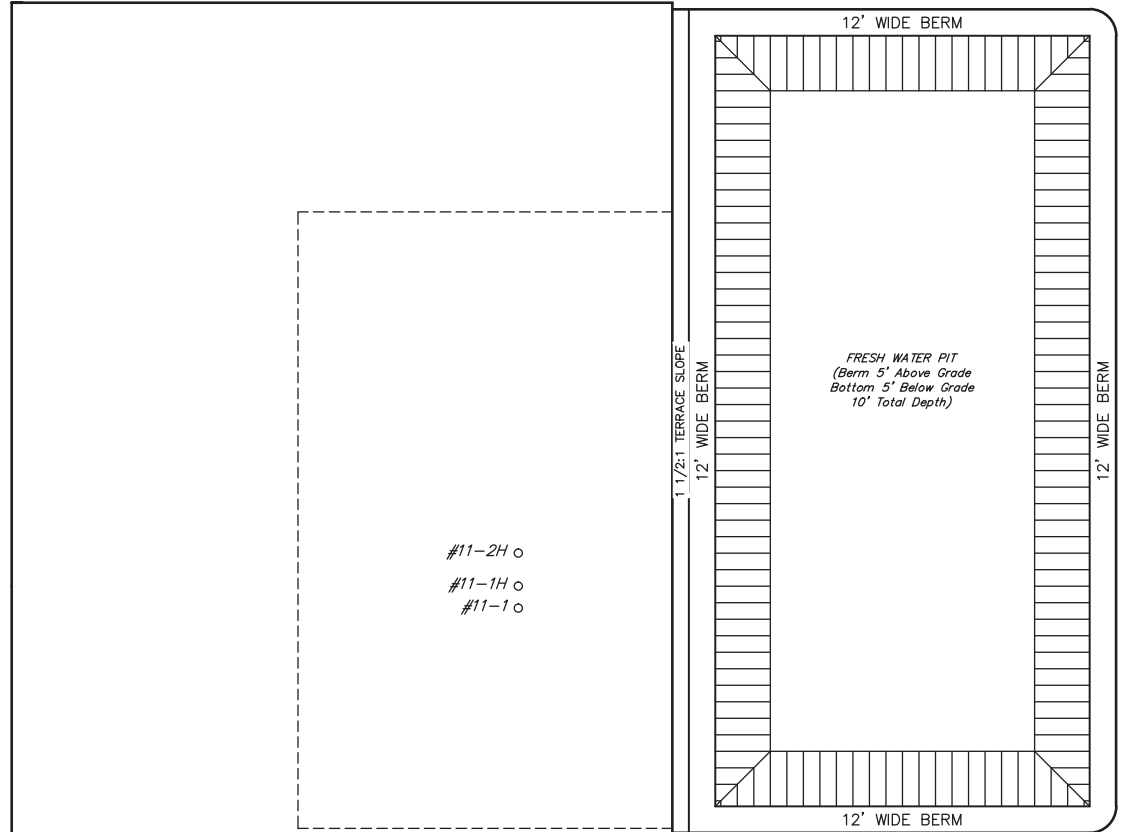 12' WIDE BERM
1 1/2:1 TERRACE SLOPE
12' WIDE BERM
FRESH WATER PIT
(Berm 5' Above Grade
Bottom 5' Below Grade
10' Total Depth)
12' WIDE BERM
#11-2H
#11-1H
#11-1
12' WIDE BERM